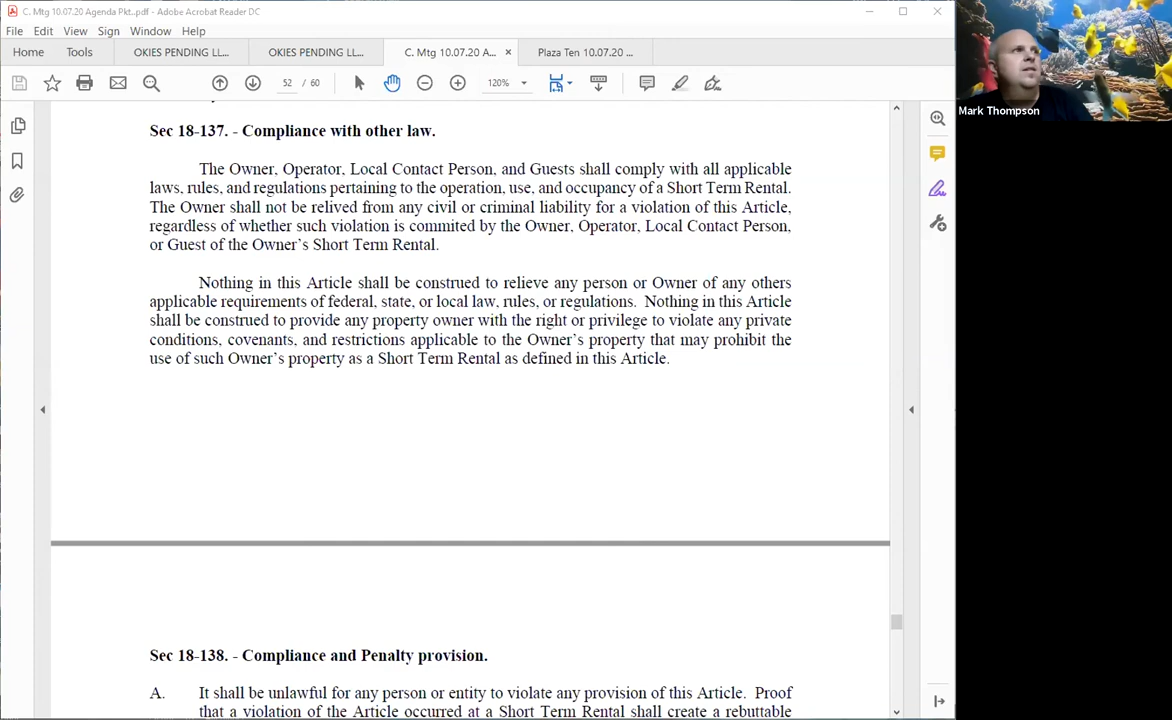 C. Mtg 10.07.20 Agenda Pkt..pdf - Adobe Acrobat Reader DC
File Edit View Sign Window Help
Home Tools OKIES PENDING LL... OKIES PENDING LL... C. Mtg 10.07.20 A... × Plaza Ten 10.07.20 ...
52 / 60 120%
Sec 18-137. - Compliance with other law.
The Owner, Operator, Local Contact Person, and Guests shall comply with all applicable
laws, rules, and regulations pertaining to the operation, use, and occupancy of a Short Term Rental.
The Owner shall not be relived from any civil or criminal liability for a violation of this Article,
regardless of whether such violation is commited by the Owner, Operator, Local Contact Person,
or Guest of the Owner's Short Term Rental.
Nothing in this Article shall be construed to relieve any person or Owner of any others
applicable requirements of federal, state, or local law, rules, or regulations. Nothing in this Article
shall be construed to provide any property owner with the right or privilege to violate any private
conditions, covenants, and restrictions applicable to the Owner's property that may prohibit the
use of such Owner's property as a Short Term Rental as defined in this Article.
Sec 18-138. - Compliance and Penalty provision.
A. It shall be unlawful for any person or entity to violate any provision of this Article. Proof
that a violation of the Article occurred at a Short Term Rental shall create a rebuttable
Mark Thompson